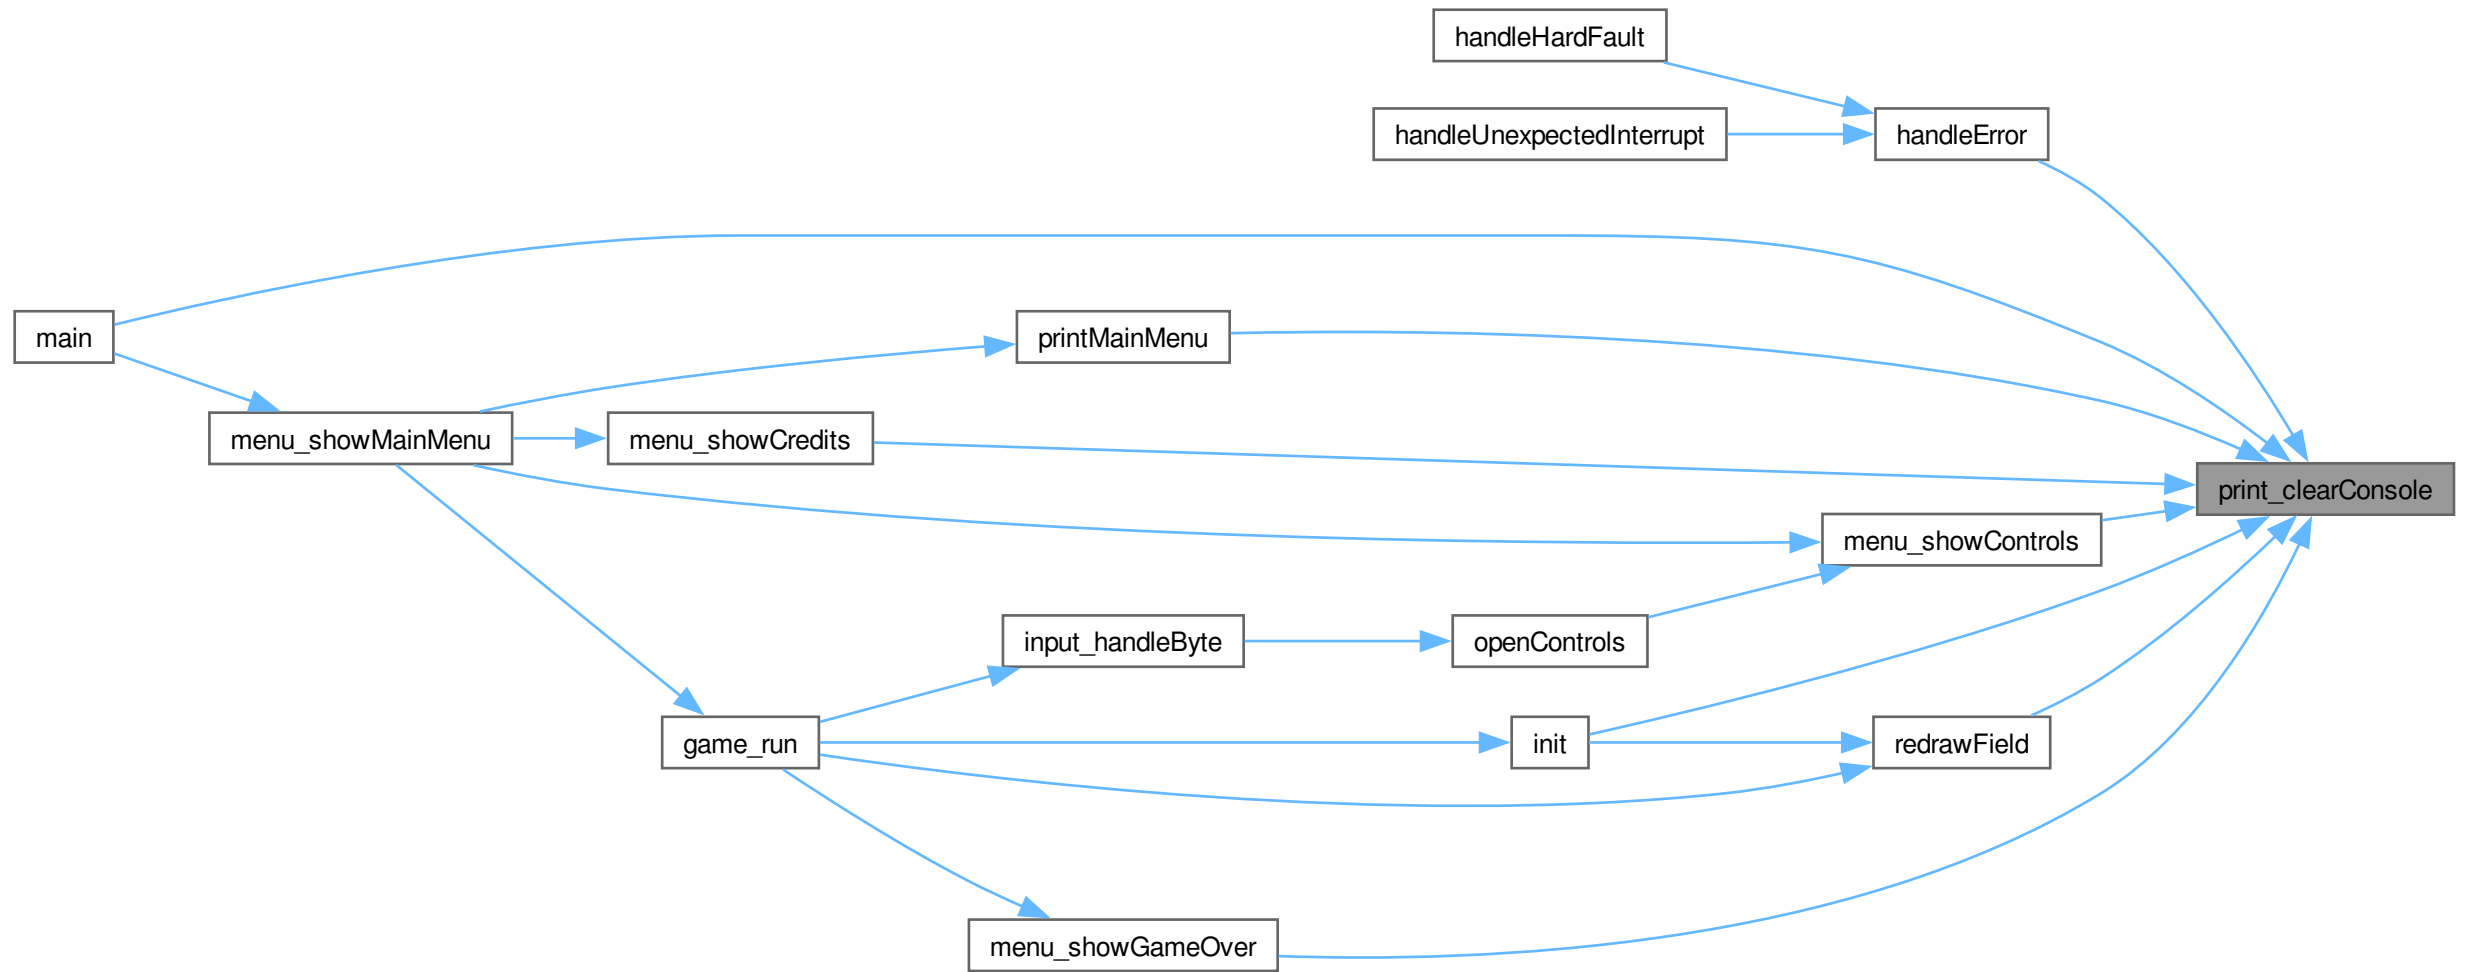 handleHardFault
handleUnexpectedInterrupt
handleError
main
printMainMenu
menu_showMainMenu
menu_showCredits
print_clearConsole
menu_showControls
input_handleByte
openControls
game_run
init
redrawField
menu_showGameOver